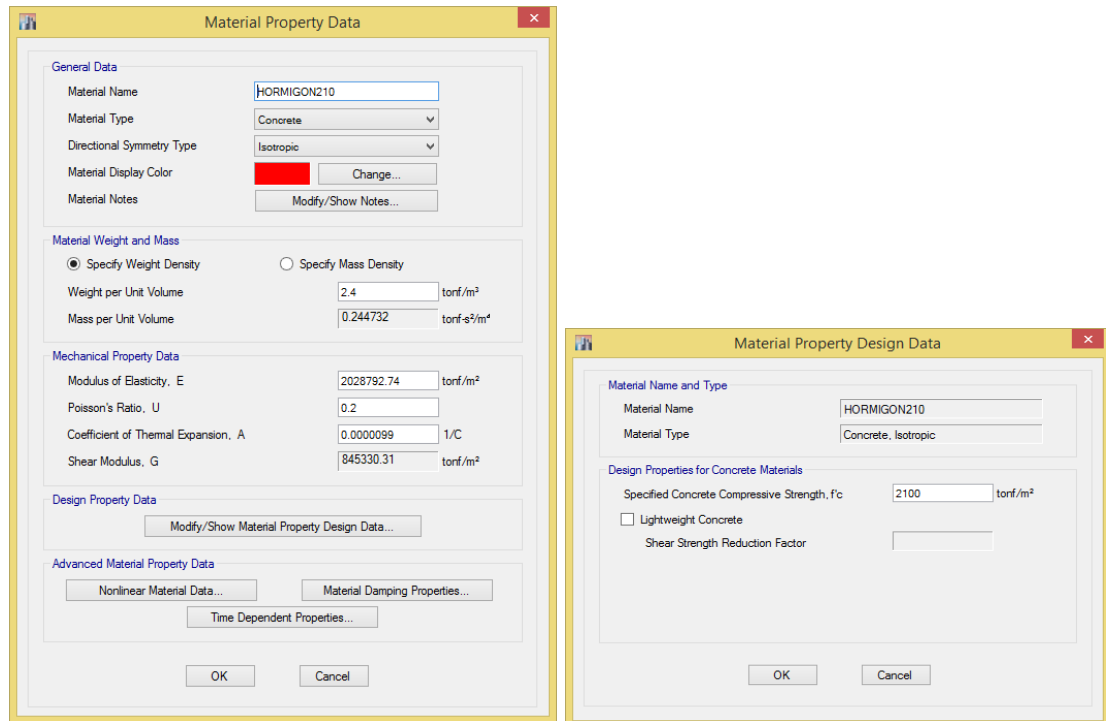 Material Property Data
General Data
Material Name HORMIGON210
Material Type Concrete
Directional Symmetry Type Isotropic
Material Display Color Change...
Material Notes Modify/Show Notes...
Material Weight and Mass
Specify Weight Density Specify Mass Density
Weight per Unit Volume 2.4 tonf/m³
Mass per Unit Volume 0.244732 tonf-s²/m⁴
Mechanical Property Data
Modulus of Elasticity, E 2028792.74 tonf/m²
Poisson's Ratio, U 0.2
Coefficient of Thermal Expansion, A 0.0000099 1/C
Shear Modulus, G 845330.31 tonf/m²
Design Property Data
Modify/Show Material Property Design Data...
Advanced Material Property Data
Nonlinear Material Data... Material Damping Properties...
Time Dependent Properties...
OK Cancel
Material Property Design Data
Material Name and Type
Material Name HORMIGON210
Material Type Concrete, Isotropic
Design Properties for Concrete Materials
Specified Concrete Compressive Strength, f'c 2100 tonf/m²
Lightweight Concrete
Shear Strength Reduction Factor
OK Cancel